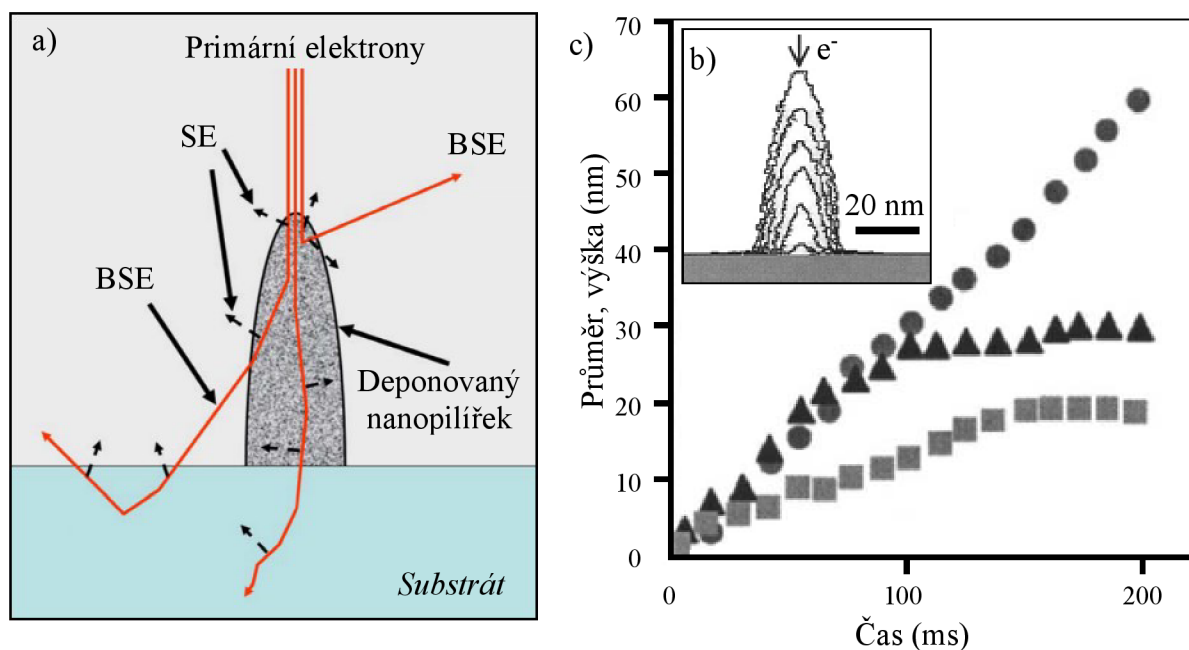 a)
Primární elektrony
SE
BSE
BSE
Deponovaný
nanopilířek
Substrát
c)
b)
e-
20 nm
Průměr, výška (nm)
70
60
50
40
30
20
10
0
0
100
200
Čas (ms)